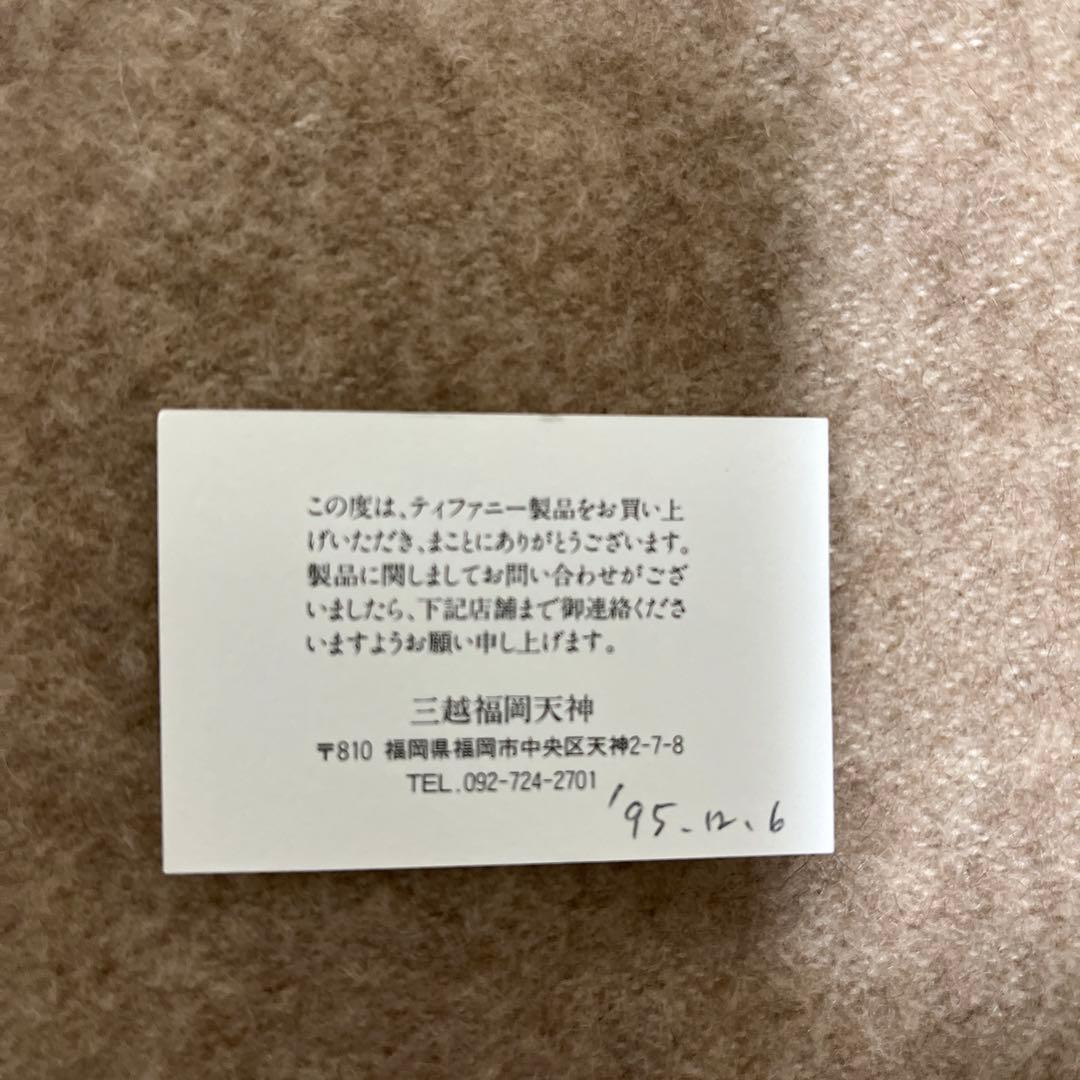 この度は、ティファニー製品をお買い上
げいただき、まことにありがとうございます。
製品に関しましてお問い合わせがござ
いましたら、下記店舗まで御連絡くださ
いますようお願い申し上げます。
三越福岡天神
〒810 福岡県福岡市中央区天神2-7-8
TEL.092-724-2701
'95.12.6